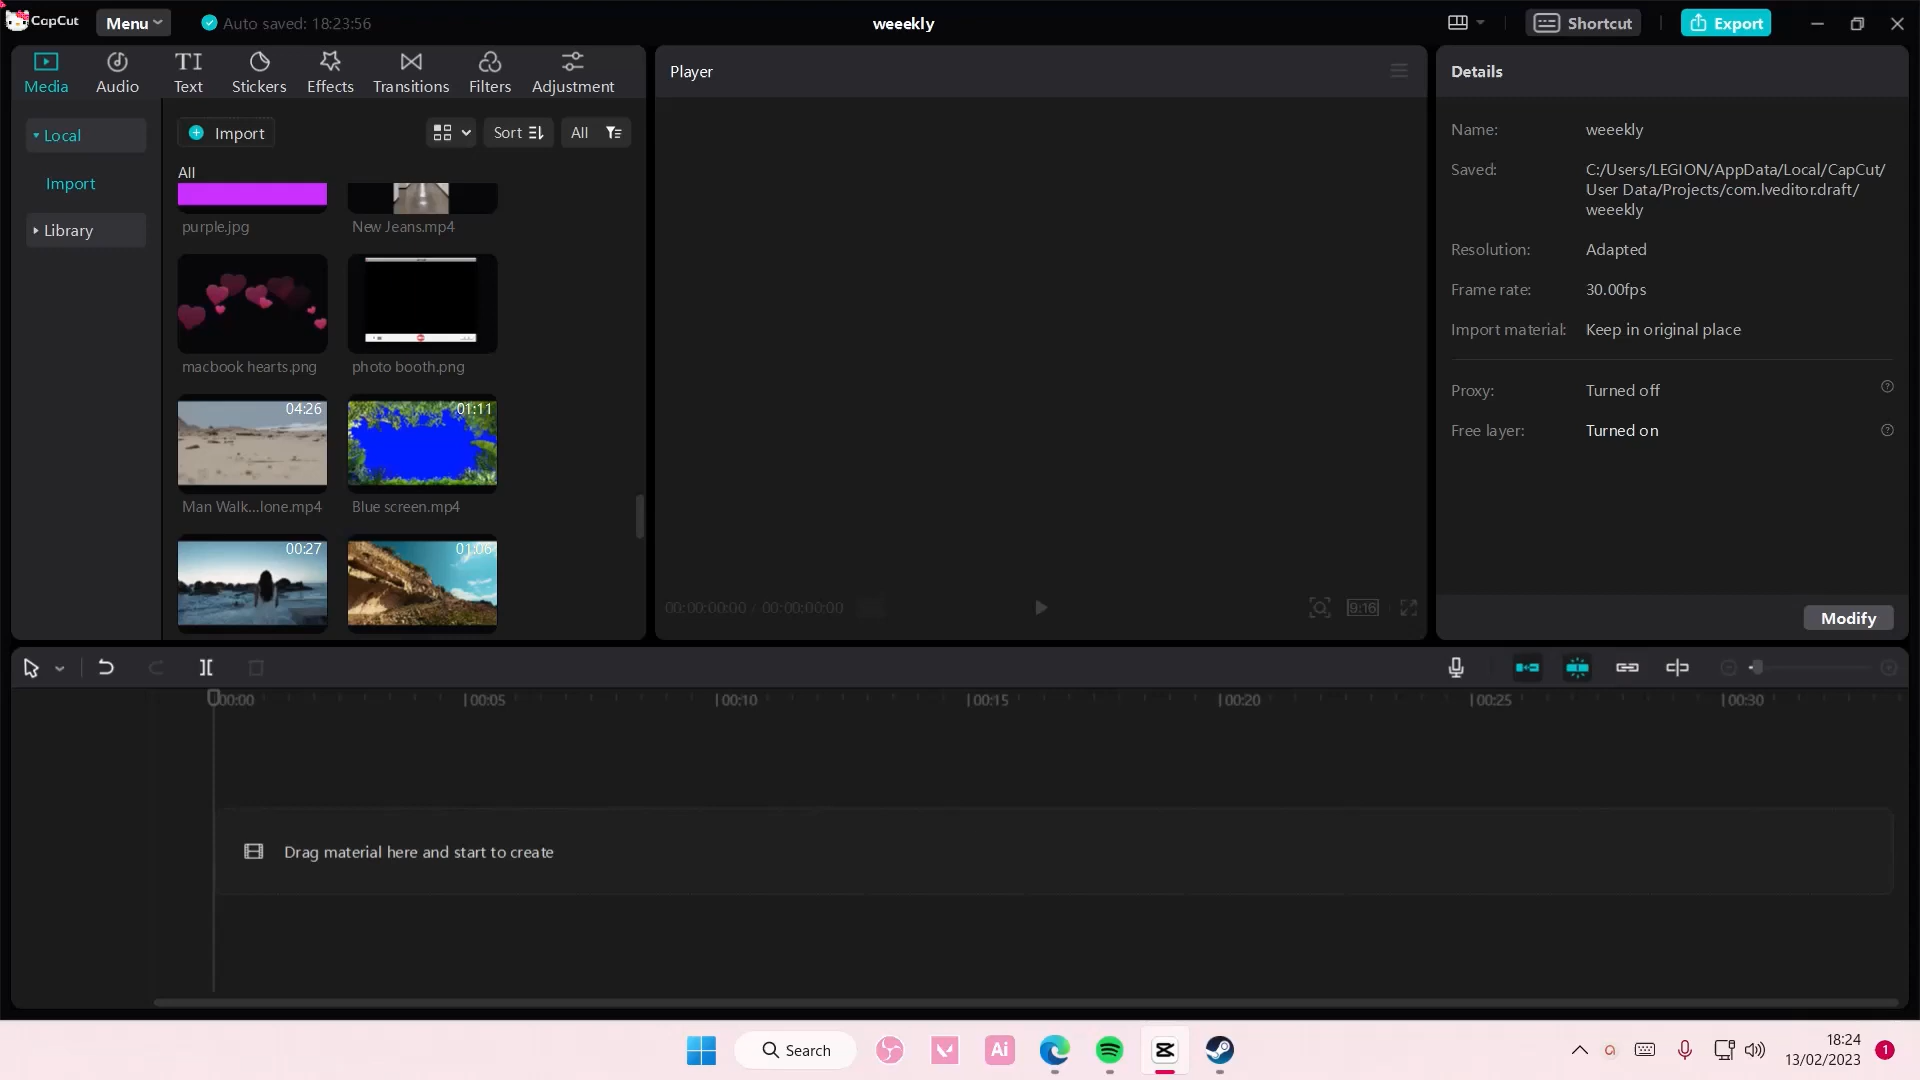 CapCut
Menu
Auto saved: 18:23:56
weeekly
Shortcut
Export
Media
Audio
Text
Stickers
Effects
Transitions
Filters
Adjustment
Local
Import
Library
Import
Sort
All
All
purple.jpg
New Jeans.mp4
macbook hearts.png
photo booth.png
04:26
01:11
Man Walk...lone.mp4
Blue screen.mp4
00:27
01:06
Player
00:00:00:00 / 00:00:00:00
9:16
Details
Name: weeekly
Saved: C:/Users/LEGION/AppData/Local/CapCut/
User Data/Projects/com.lveditor.draft/
weeekly
Resolution: Adapted
Frame rate: 30.00fps
Import material: Keep in original place
Proxy: Turned off
Free layer: Turned on
Modify
00:00 00:05 00:10 00:15 00:20 00:25 00:30
Drag material here and start to create
Search
Ai
18:24
13/02/2023
1